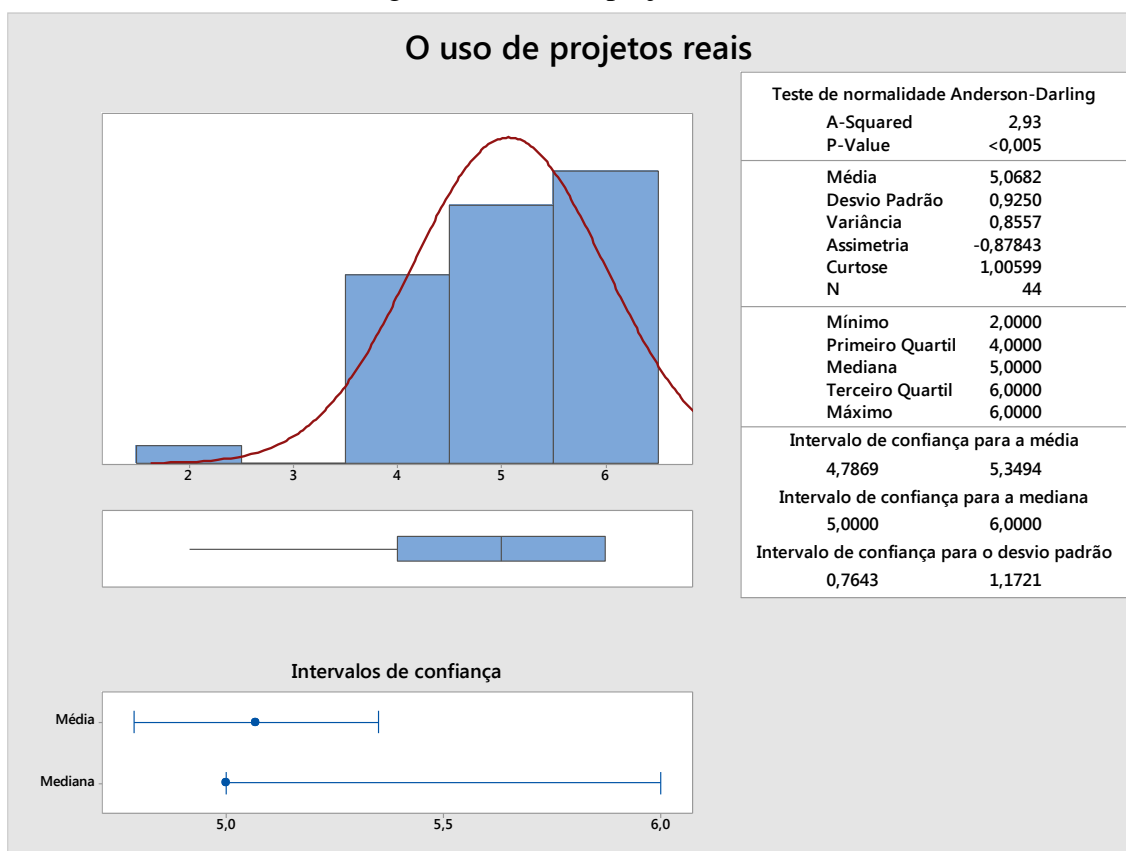 O uso de projetos reais
2 3 4 5 6
Teste de normalidade Anderson-Darling
A-Squared 2,93
P-Value <0,005
Média 5,0682
Desvio Padrão 0,9250
Variância 0,8557
Assimetria -0,87843
Curtose 1,00599
N 44
Mínimo 2,0000
Primeiro Quartil 4,0000
Mediana 5,0000
Terceiro Quartil 6,0000
Máximo 6,0000
Intervalo de confiança para a média
4,7869 5,3494
Intervalo de confiança para a mediana
5,0000 6,0000
Intervalo de confiança para o desvio padrão
0,7643 1,1721
Intervalos de confiança
Média
Mediana
5,0 5,5 6,0